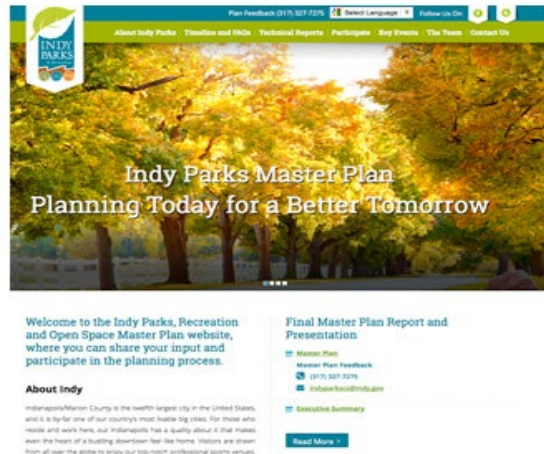 Plan Feedback (317) 327-7275 Select Language Follow Us On
INDY
PARKS
About Indy Parks Timeline and FAQs Technical Reports Participate Key Events The Team Contact Us
Indy Parks Master Plan
Planning Today for a Better Tomorrow
Welcome to the Indy Parks, Recreation
and Open Space Master Plan website,
where you can share your input and
participate in the planning process.
About Indy
Indianapolis/Marion County is the twelfth largest city in the United States,
and it is by far one of our country's most livable big cities. For those who
reside and work here, our Indianapolis has a quality about it that makes
even the heart of a bustling downtown feel like home. Visitors are drawn
from all over the globe to enjoy our top-notch professional sports venues,
Final Master Plan Report and
Presentation
Master Plan
Master Plan Feedback
(317) 327-7275
Executive Summary
Read More